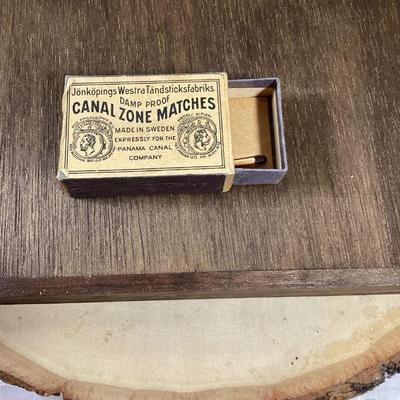 Jönköpings Westra Tändsticksfabriks
DAMP PROOF
CANAL ZONE MATCHES
MADE IN SWEDEN
EXPRESSLY FOR THE
PANAMA CANAL
COMPANY